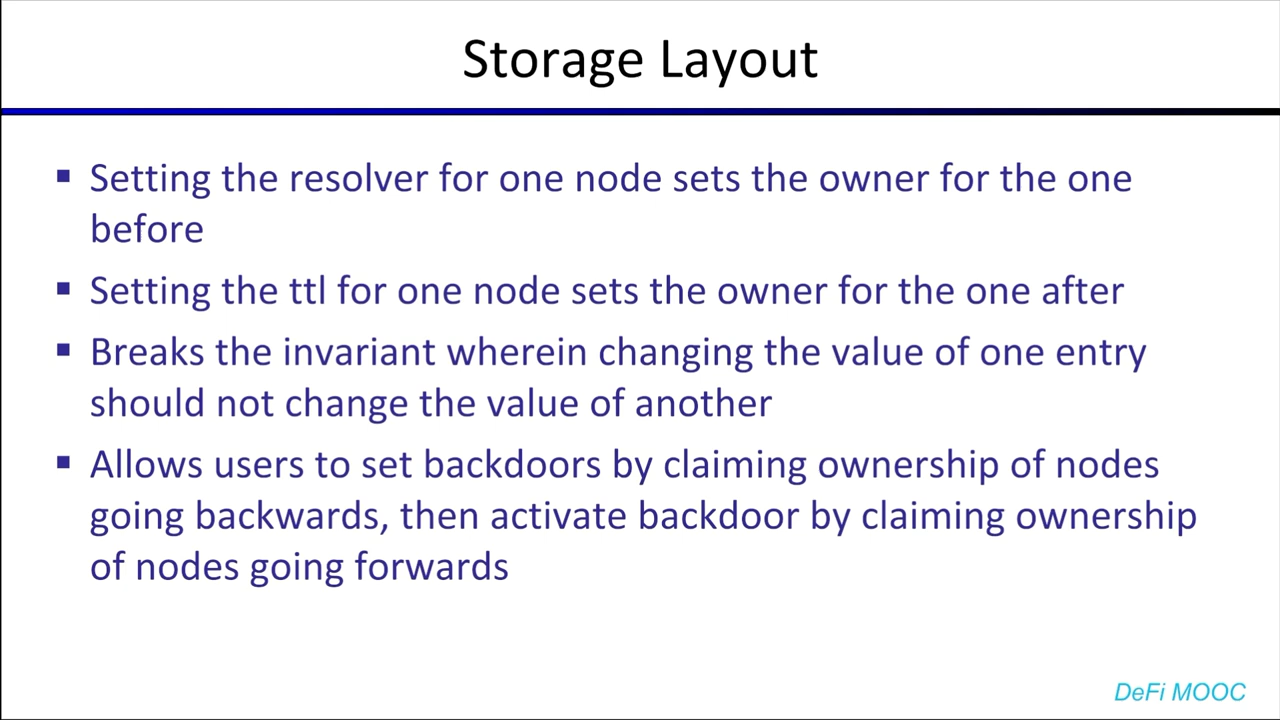 Storage Layout
▪ Setting the resolver for one node sets the owner for the one
before
▪ Setting the ttl for one node sets the owner for the one after
▪ Breaks the invariant wherein changing the value of one entry
should not change the value of another
▪ Allows users to set backdoors by claiming ownership of nodes
going backwards, then activate backdoor by claiming ownership
of nodes going forwards
DeFi MOOC